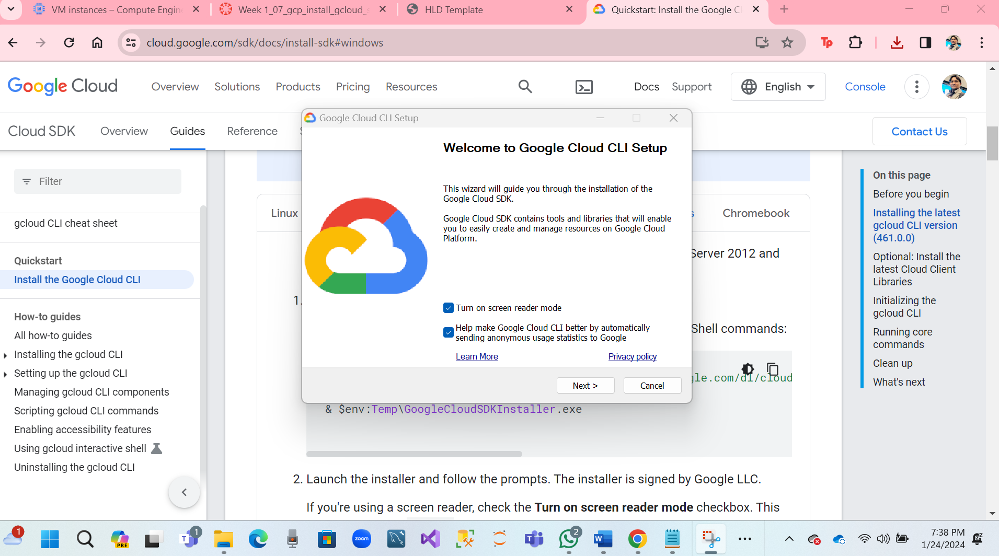 VM instances – Compute Engin
Week 1_07_gcp_install_gcloud_s
HLD Template
Quickstart: Install the Google Cl
cloud.google.com/sdk/docs/install-sdk#windows
Tp
Google Cloud
Overview
Solutions
Products
Pricing
Resources
Docs
Support
English
Console
Cloud SDK
Overview
Guides
Reference
Contact Us
Filter
gcloud CLI cheat sheet
Quickstart
Install the Google Cloud CLI
How-to guides
All how-to guides
Installing the gcloud CLI
Setting up the gcloud CLI
Managing gcloud CLI components
Scripting gcloud CLI commands
Enabling accessibility features
Using gcloud interactive shell
Uninstalling the gcloud CLI
Google Cloud CLI Setup
Welcome to Google Cloud CLI Setup
This wizard will guide you through the installation of the
Google Cloud SDK.
Google Cloud SDK contains tools and libraries that will enable
you to easily create and manage resources on Google Cloud
Platform.
Turn on screen reader mode
Help make Google Cloud CLI better by automatically
sending anonymous usage statistics to Google
Learn More
Privacy policy
Next >
Cancel
Linux
s
Chromebook
Server 2012 and
1.
Shell commands:
gle.com/dl/cloud
& $env:Temp\GoogleCloudSDKInstaller.exe
2. Launch the installer and follow the prompts. The installer is signed by Google LLC.
If you're using a screen reader, check the Turn on screen reader mode checkbox. This
On this page
Before you begin
Installing the latest
gcloud CLI version
(461.0.0)
Optional: Install the
latest Cloud Client
Libraries
Initializing the
gcloud CLI
Running core
commands
Clean up
What's next
1
PRE
T
1
zoom
2
W
7:38 PM
1/24/2024